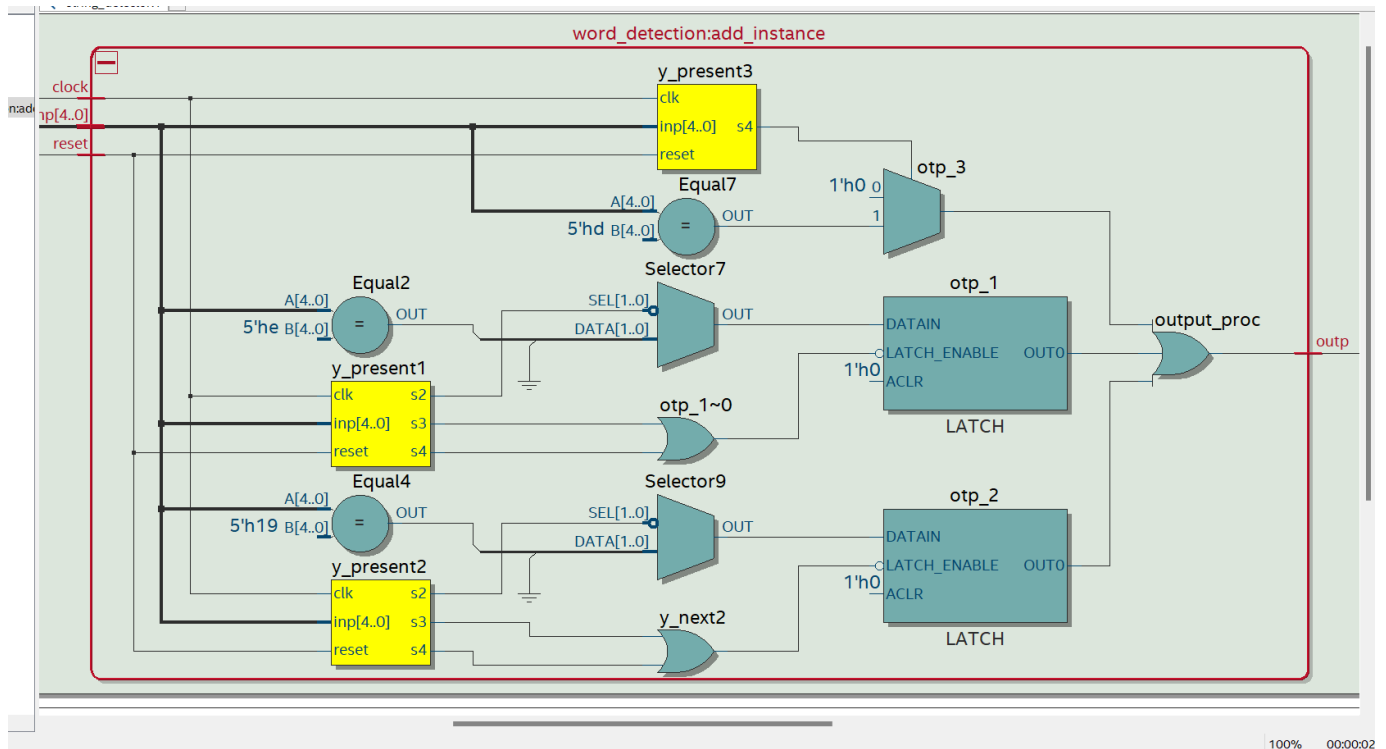 word_detection:add_instance
clock
np[4..0]
reset
n:ad
y_present3
clk
inp[4..0] s4
reset
otp_3
1'h0 0
1
Equal7
A[4..0]
OUT
5'hd B[4..0]
=
Selector7
SEL[1..0]
OUT
DATA[1..0]
Equal2
A[4..0]
OUT
5'he B[4..0]
=
otp_1
DATAIN
LATCH_ENABLE OUT0
1'h0
ACLR
LATCH
output_proc
outp
y_present1
clk s2
inp[4..0] s3
reset s4
otp_1~0
Equal4
A[4..0]
OUT
5'h19 B[4..0]
=
Selector9
SEL[1..0]
OUT
DATA[1..0]
otp_2
DATAIN
LATCH_ENABLE OUT0
1'h0
ACLR
LATCH
y_present2
clk s2
inp[4..0] s3
reset s4
y_next2
100% 00:00:02